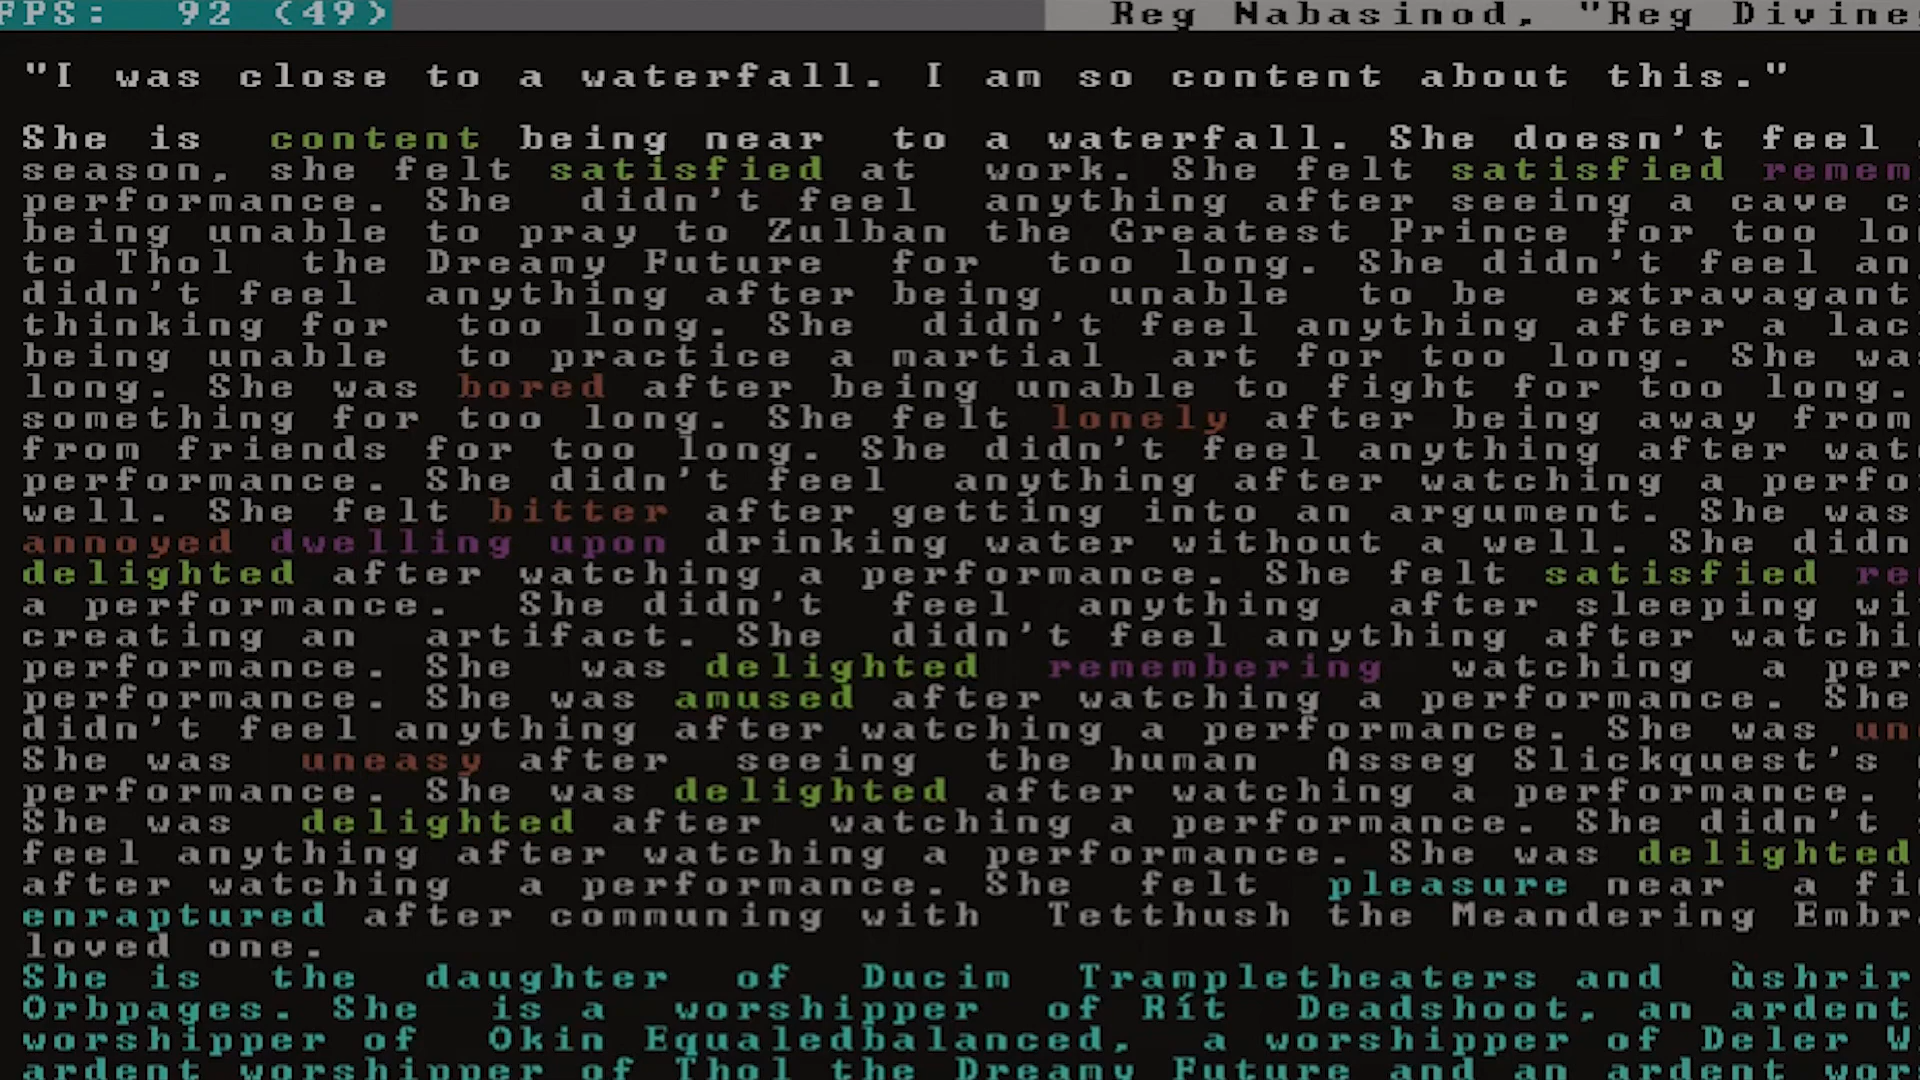 FPS: 92 (49)
Reg Nabasinod, "Reg Divine
"I was close to a waterfall. I am so content about this."
She is content being near to a waterfall. She doesn't feel
season, she felt satisfied at work. She felt satisfied remem
performance. She didn't feel anything after seeing a cave c
being unable to pray to Zulban the Greatest Prince for too lo
to Thol the Dreamy Future for too long. She didn't feel an
didn't feel anything after being unable to be extravagant
thinking for too long. She didn't feel anything after a lac
being unable to practice a martial art for too long. She was
long. She was bored after being unable to fight for too long.
something for too long. She felt lonely after being away from
from friends for too long. She didn't feel anything after wat
performance. She didn't feel anything after watching a perfo
well. She felt bitter after getting into an argument. She was
annoyed dwelling upon drinking water without a well. She didn
delighted after watching a performance. She felt satisfied re
a performance. She didn't feel anything after sleeping wi
creating an artifact. She didn't feel anything after watchi
performance. She was delighted remembering watching a per
performance. She was amused after watching a performance. She
didn't feel anything after watching a performance. She was un
She was uneasy after seeing the human Asseg Slickquest's
performance. She was delighted after watching a performance.
She was delighted after watching a performance. She didn't
feel anything after watching a performance. She was delighted
after watching a performance. She felt pleasure near a fi
enraptured after communing with Tetthush the Meandering Embr
loved one.
She is the daughter of Ducim Trampletheaters and ùshrir
Orbpages. She is a worshipper of Rít Deadshoot, an ardent
worshipper of Okin Equaledbalanced, a worshipper of Deler W
ardent worshipper of Thol the Dreamy Future and an ardent wor